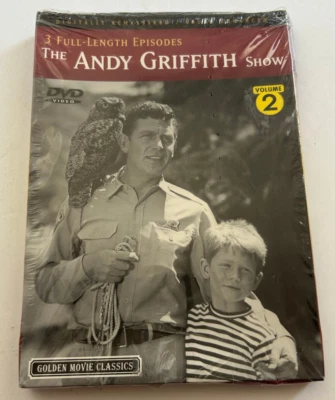 3 FULL-LENGTH EPISODES
THE ANDY GRIFFITH SHOW
DVD
VIDEO
VOLUME
2
GOLDEN MOVIE CLASSICS